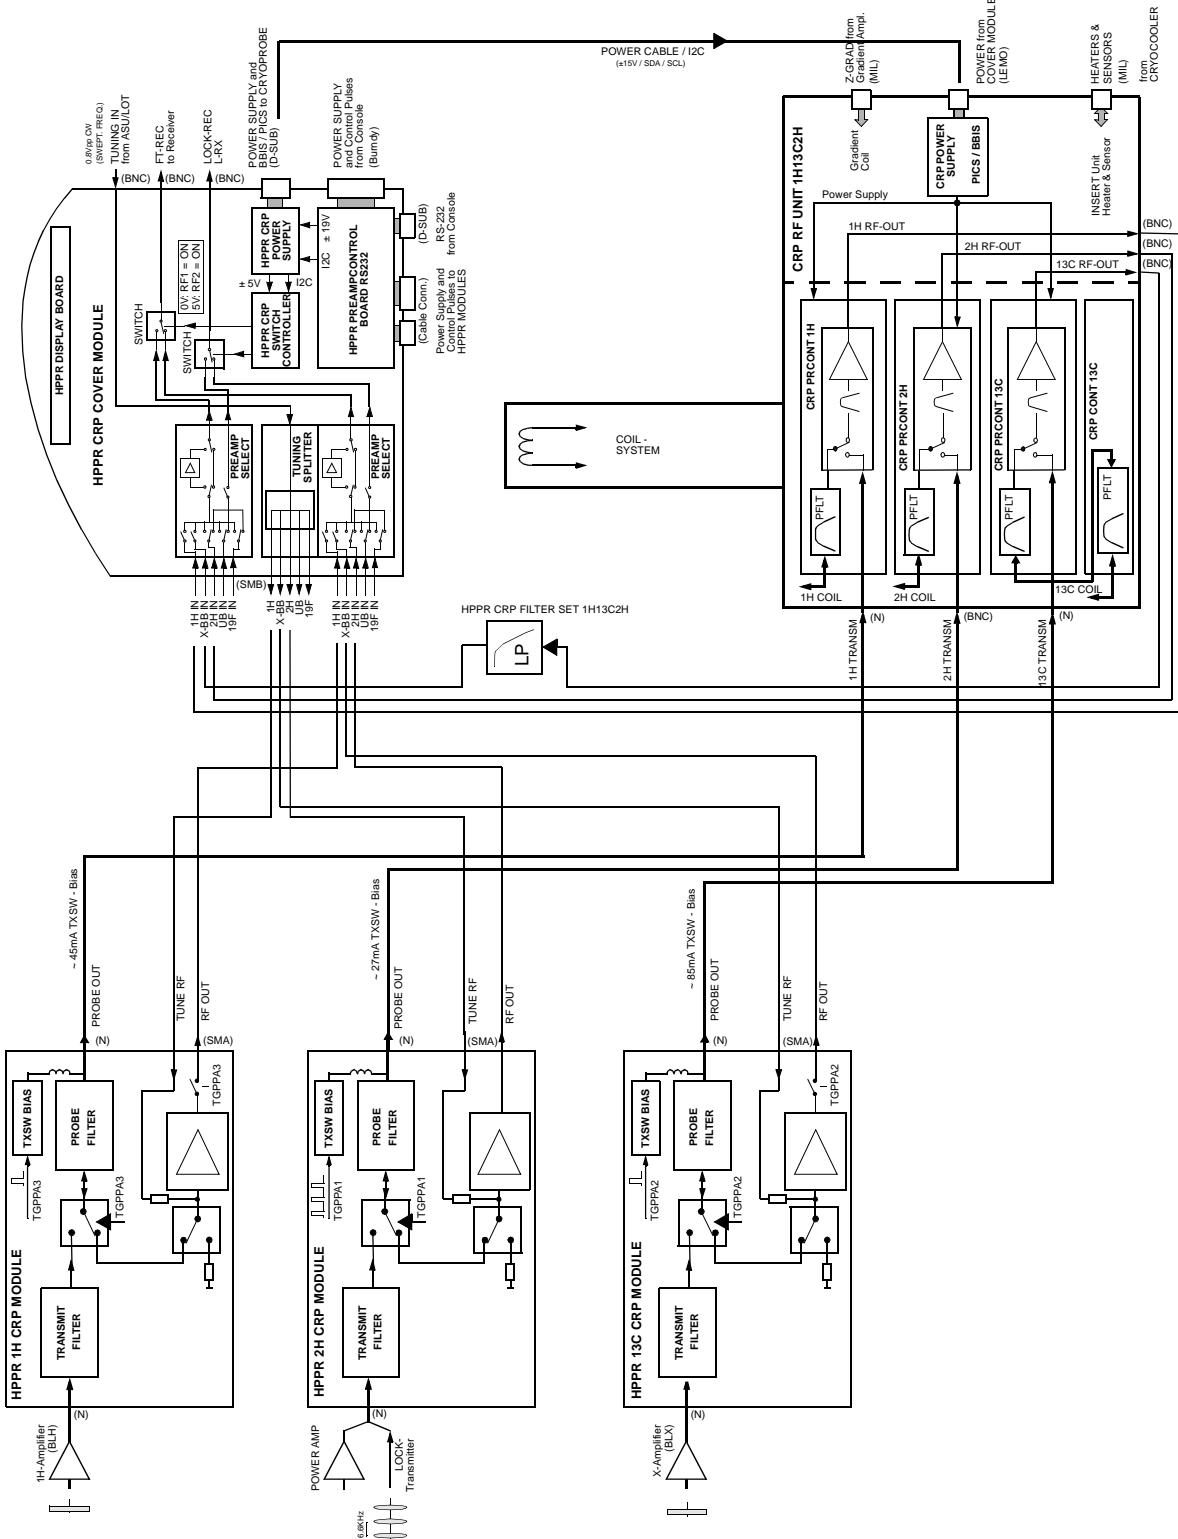 0.8Vpp CW
(SWEPT. FREQ.)
TUNING IN
from ASU/LOT
FT-REC
to Receiver
LOCK-REC
L-RX
POWER SUPPLY and
BBIS / PICS to CRYOPROBE
(D-SUB)
POWER SUPPLY
and Control Pulses
from Console
(Burndy)
POWER CABLE / I2C
(±15V / SDA / SCL)
Z-GRAD from
Gradient Ampl.
(MIL)
POWER from
COVER MODULE
(LEMO)
HEATERS &
SENSORS
(MIL)
from
CRYOCOOLER
(BNC)
(BNC)
(BNC)
HPPR DISPLAY BOARD
HPPR CRP COVER MODULE
SWITCH
SWITCH
0V: RF1 = ON
5V: RF2 = ON
HPPR CRP
POWER
SUPPLY
± 19V
I2C
± 5V
I2C
HPPR CRP
SWITCH
CONTROLLER
HPPR PREAMPCONTROL
BOARD RS232
(D-SUB)
RS-232
from Console
(Cable Conn.)
Power Supply and
Control Pulses to
HPPR MODULES
PREAMP
SELECT
TUNING
SPLITTER
PREAMP
SELECT
(SMB)
1H IN
X-BB IN
2H IN
UB IN
19F IN
1H
X-BB
2H
UB
19F
1H IN
X-BB IN
2H IN
UB IN
19F IN
CRP RF UNIT 1H13C2H
Gradient
Coil
CRP POWER
SUPPLY
PICS / BBIS
INSERT Unit
Heater & Sensor
Power Supply
1H RF-OUT
2H RF-OUT
13C RF-OUT
(BNC)
(BNC)
(BNC)
CRP PRCONT 1H
CRP PRCONT 2H
CRP PRCONT 13C
CRP CONT 13C
PFLT
PFLT
PFLT
PFLT
COIL -
SYSTEM
1H COIL
2H COIL
13C COIL
HPPR CRP FILTER SET 1H13C2H
LP
1H TRANSM
(N)
2H TRANSM
(BNC)
13C TRANSM
(N)
~ 45mA TXSW - Bias
PROBE OUT
TUNE RF
RF OUT
(N)
(SMA)
~ 27mA TXSW - Bias
PROBE OUT
TUNE RF
RF OUT
(N)
(SMA)
~ 85mA TXSW - Bias
PROBE OUT
TUNE RF
RF OUT
(N)
(SMA)
HPPR 1H CRP MODULE
TXSW BIAS
PROBE
FILTER
TGPPA3
TGPPA3
TGPPA3
TRANSMIT
FILTER
(N)
1H-Amplifier
(BLH)
HPPR 2H CRP MODULE
TXSW BIAS
PROBE
FILTER
TGPPA1
TGPPA1
TRANSMIT
FILTER
(N)
POWER AMP
LOCK-
Transmitter
6.6KHz
HPPR 13C CRP MODULE
TXSW BIAS
PROBE
FILTER
TGPPA2
TGPPA2
TGPPA2
TRANSMIT
FILTER
(N)
X-Amplifier
(BLX)